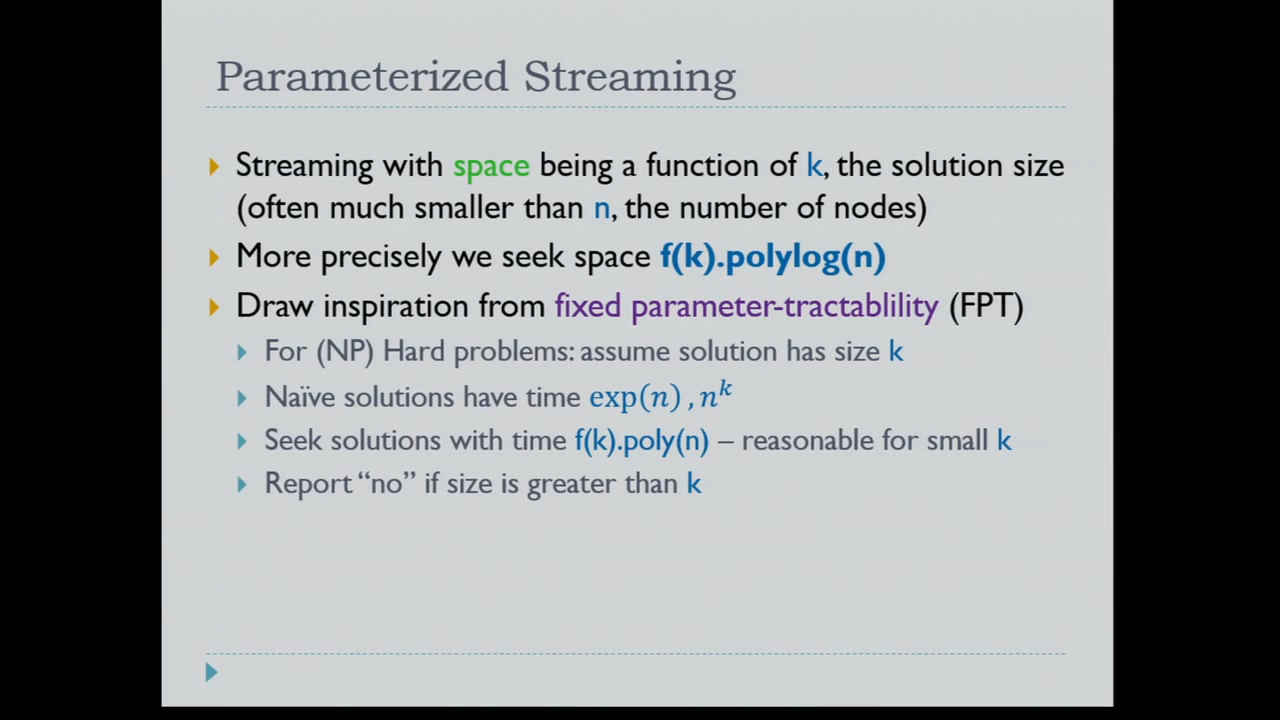 Parameterized Streaming
Streaming with space being a function of k, the solution size
(often much smaller than n, the number of nodes)
More precisely we seek space f(k).polylog(n)
Draw inspiration from fixed parameter-tractablility (FPT)
For (NP) Hard problems: assume solution has size k
Naïve solutions have time exp(n) , n^k
Seek solutions with time f(k).poly(n) – reasonable for small k
Report “no” if size is greater than k